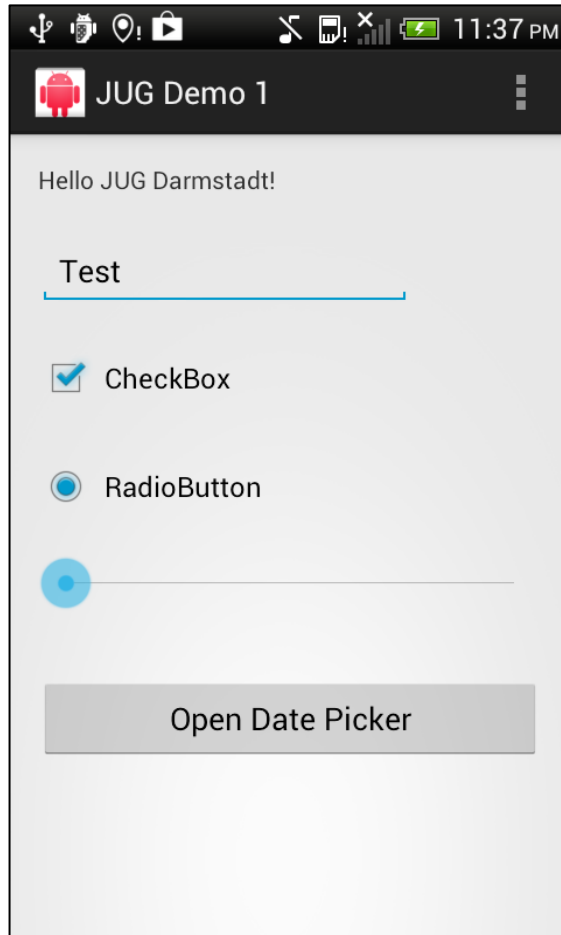 11:37 PM
JUG Demo 1
Hello JUG Darmstadt!
Test
CheckBox
RadioButton
Open Date Picker